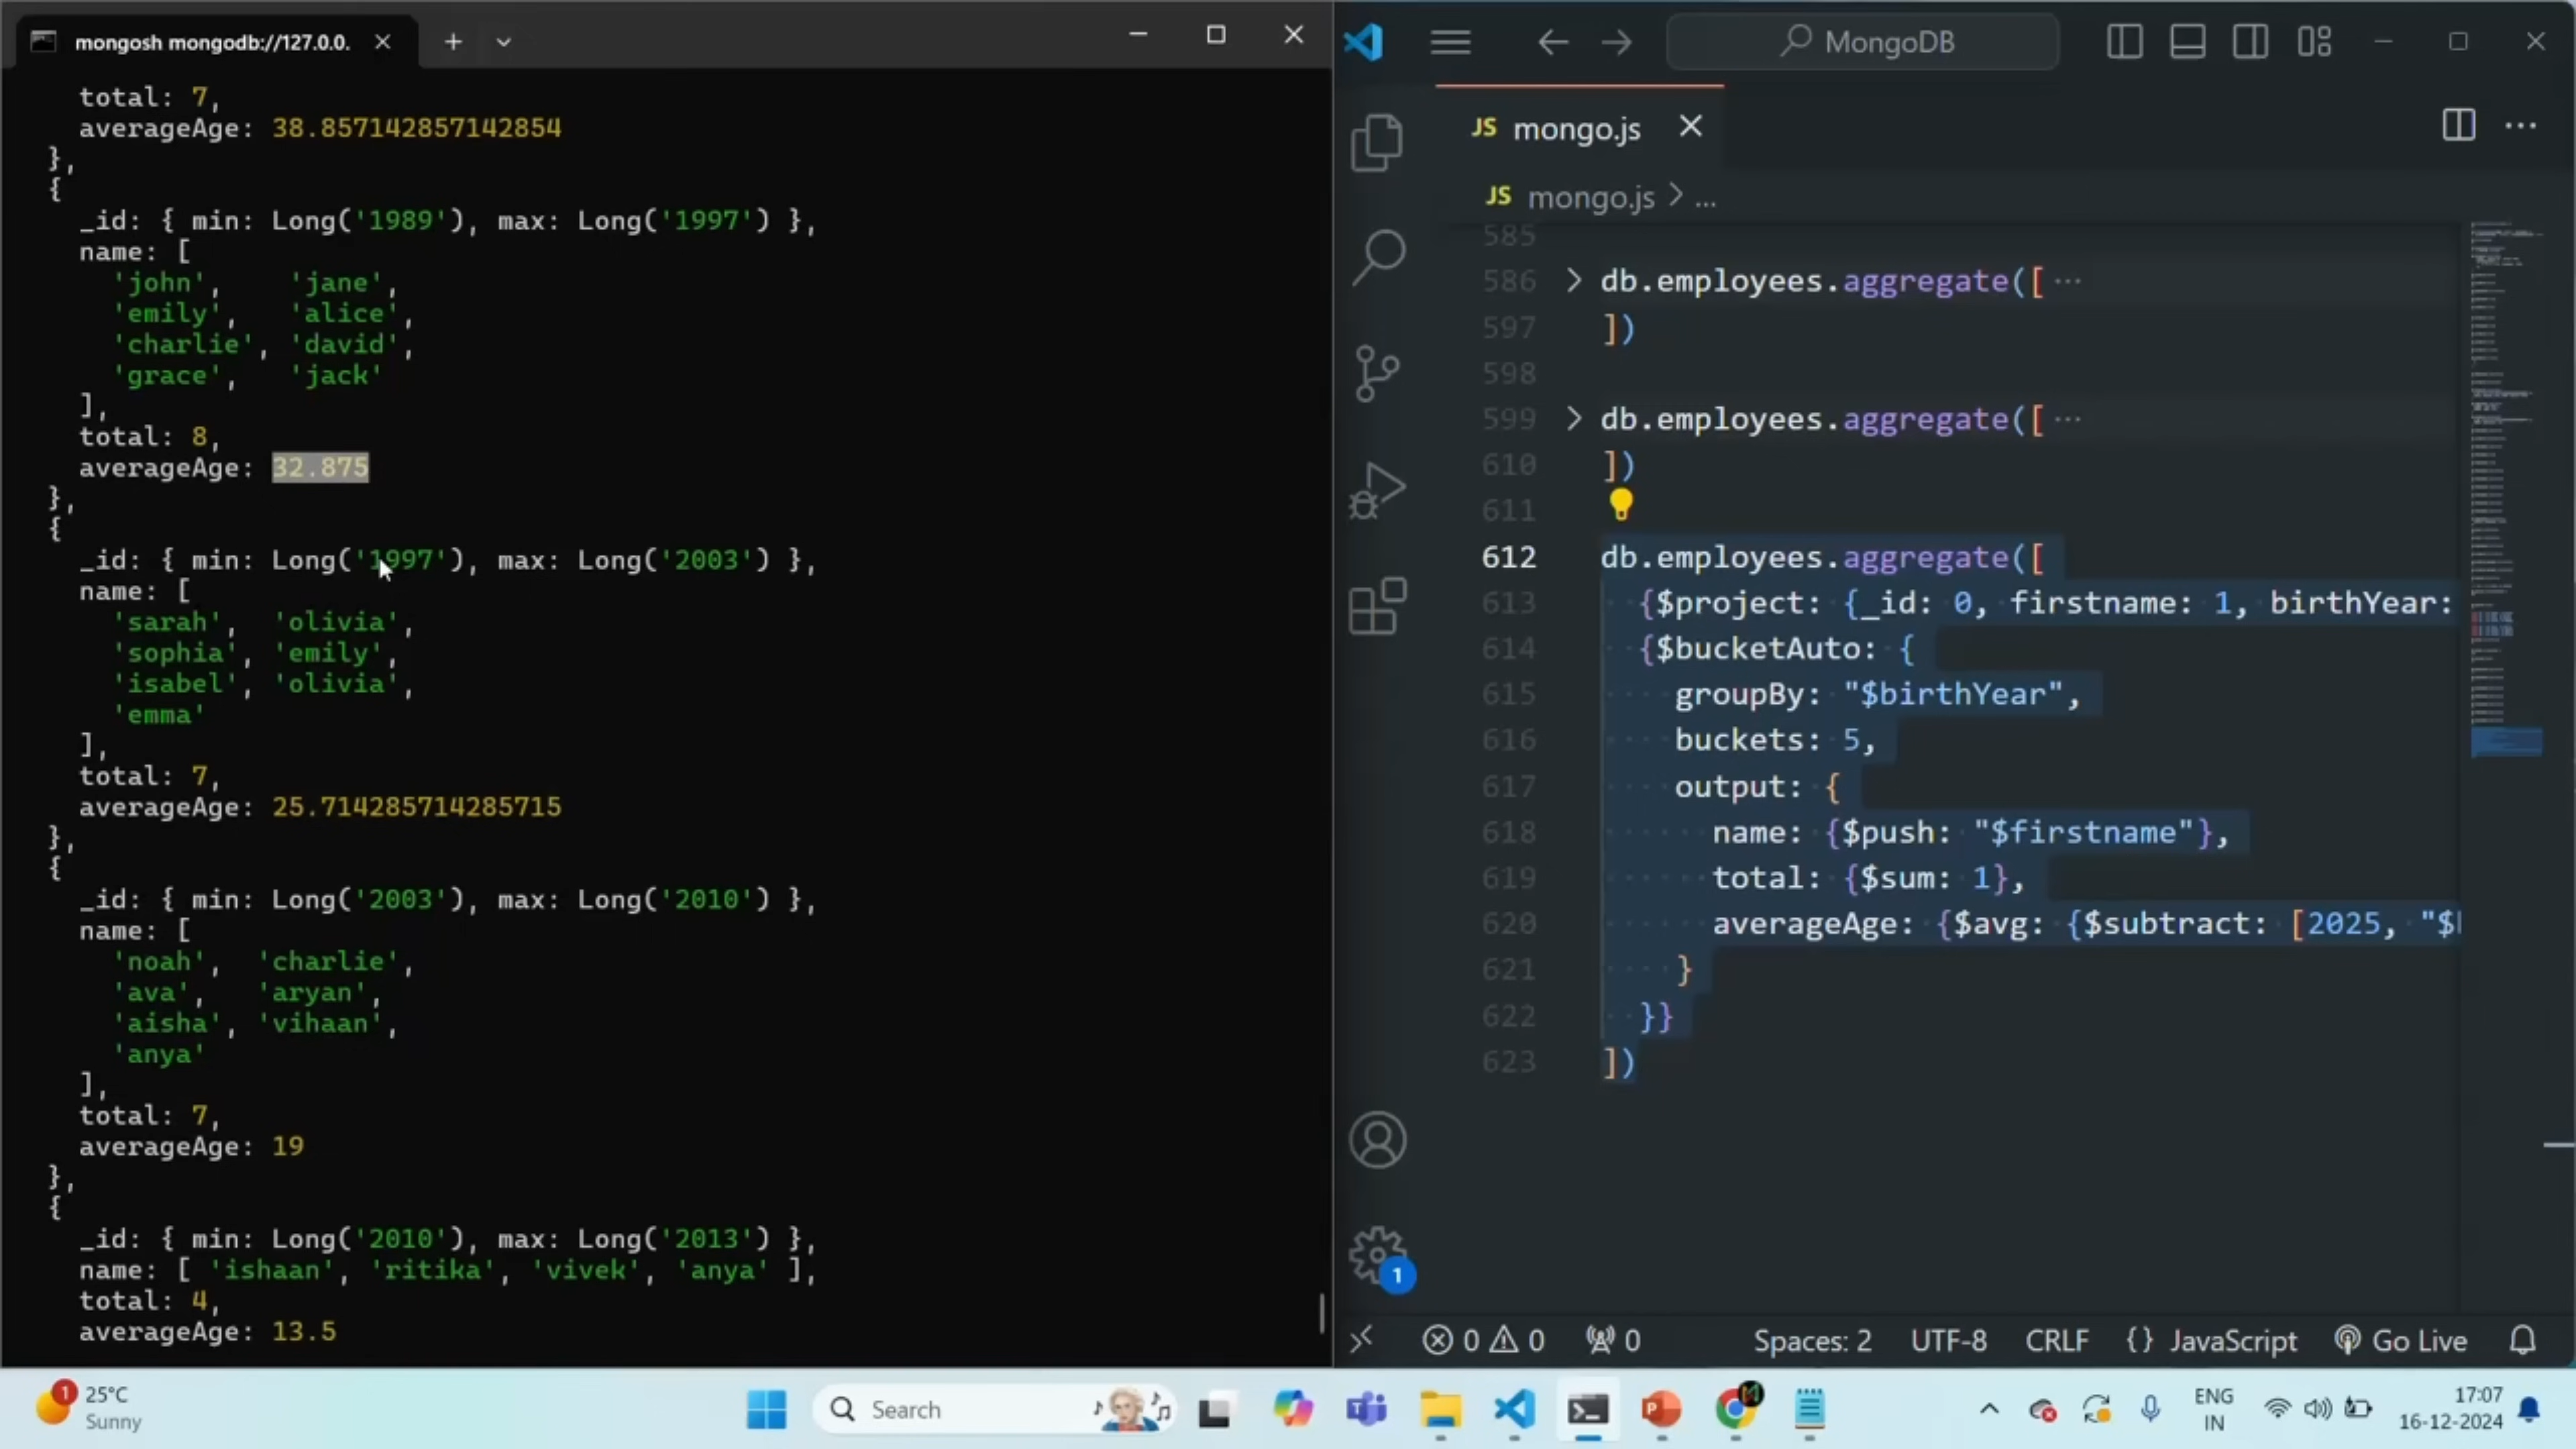 mongosh mongodb://127.0.0.
total: 7,
averageAge: 38.857142857142854
},
{
_id: { min: Long('1989'), max: Long('1997') },
name: [
'john', 'jane',
'emily', 'alice',
'charlie', 'david',
'grace', 'jack'
],
total: 8,
averageAge: 32.875
},
{
_id: { min: Long('1997'), max: Long('2003') },
name: [
'sarah', 'olivia',
'sophia', 'emily',
'isabel', 'olivia',
'emma'
],
total: 7,
averageAge: 25.714285714285715
},
{
_id: { min: Long('2003'), max: Long('2010') },
name: [
'noah', 'charlie',
'ava', 'aryan',
'aisha', 'vihaan',
'anya'
],
total: 7,
averageAge: 19
},
{
_id: { min: Long('2010'), max: Long('2013') },
name: [ 'ishaan', 'ritika', 'vivek', 'anya' ],
total: 4,
averageAge: 13.5
MongoDB
JS mongo.js
JS mongo.js > ...
585
586 > db.employees.aggregate([ ···
597 ])
598
599 > db.employees.aggregate([ ···
610 ])
611
612 db.employees.aggregate([
613 {$project: {_id: 0, firstname: 1, birthYear:
614 {$bucketAuto: {
615 groupBy: "$birthYear",
616 buckets: 5,
617 output: {
618 name: {$push: "$firstname"},
619 total: {$sum: 1},
620 averageAge: {$avg: {$subtract: [2025, "$
621 }
622 }}
623 ])
1
0 0 0 Spaces: 2 UTF-8 CRLF {} JavaScript Go Live
1 25°C
Sunny
Search
ENG
IN
17:07
16-12-2024